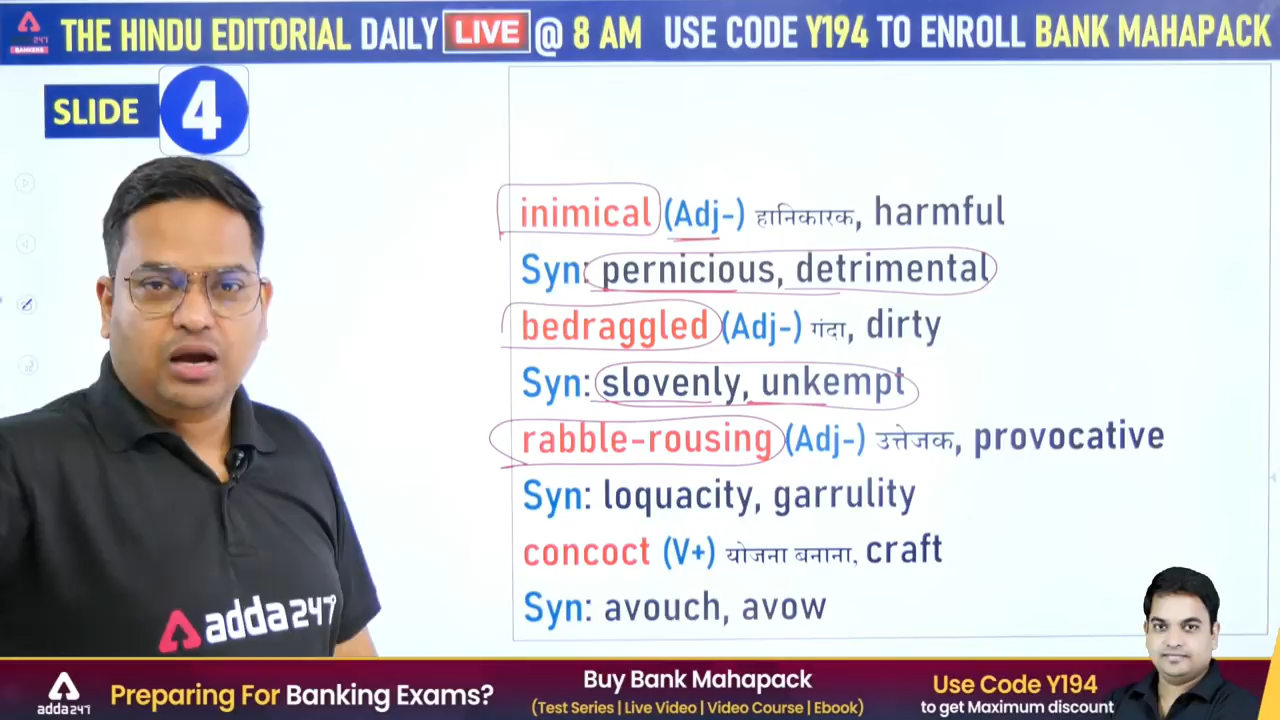 adda247
BANKERS
THE HINDU EDITORIAL DAILY LIVE @ 8 AM USE CODE Y194 TO ENROLL BANK MAHAPACK
SLIDE 4
inimical (Adj-) हानिकारक, harmful
Syn: pernicious, detrimental
bedraggled (Adj-) गंदा, dirty
Syn: slovenly, unkempt
rabble-rousing (Adj-) उत्तेजक, provocative
Syn: loquacity, garrulity
concoct (V+) योजना बनाना, craft
Syn: avouch, avow
adda247
adda247
Preparing For Banking Exams?
Buy Bank Mahapack
(Test Series | Live Video | Video Course | Ebook)
Use Code Y194
to get Maximum discount